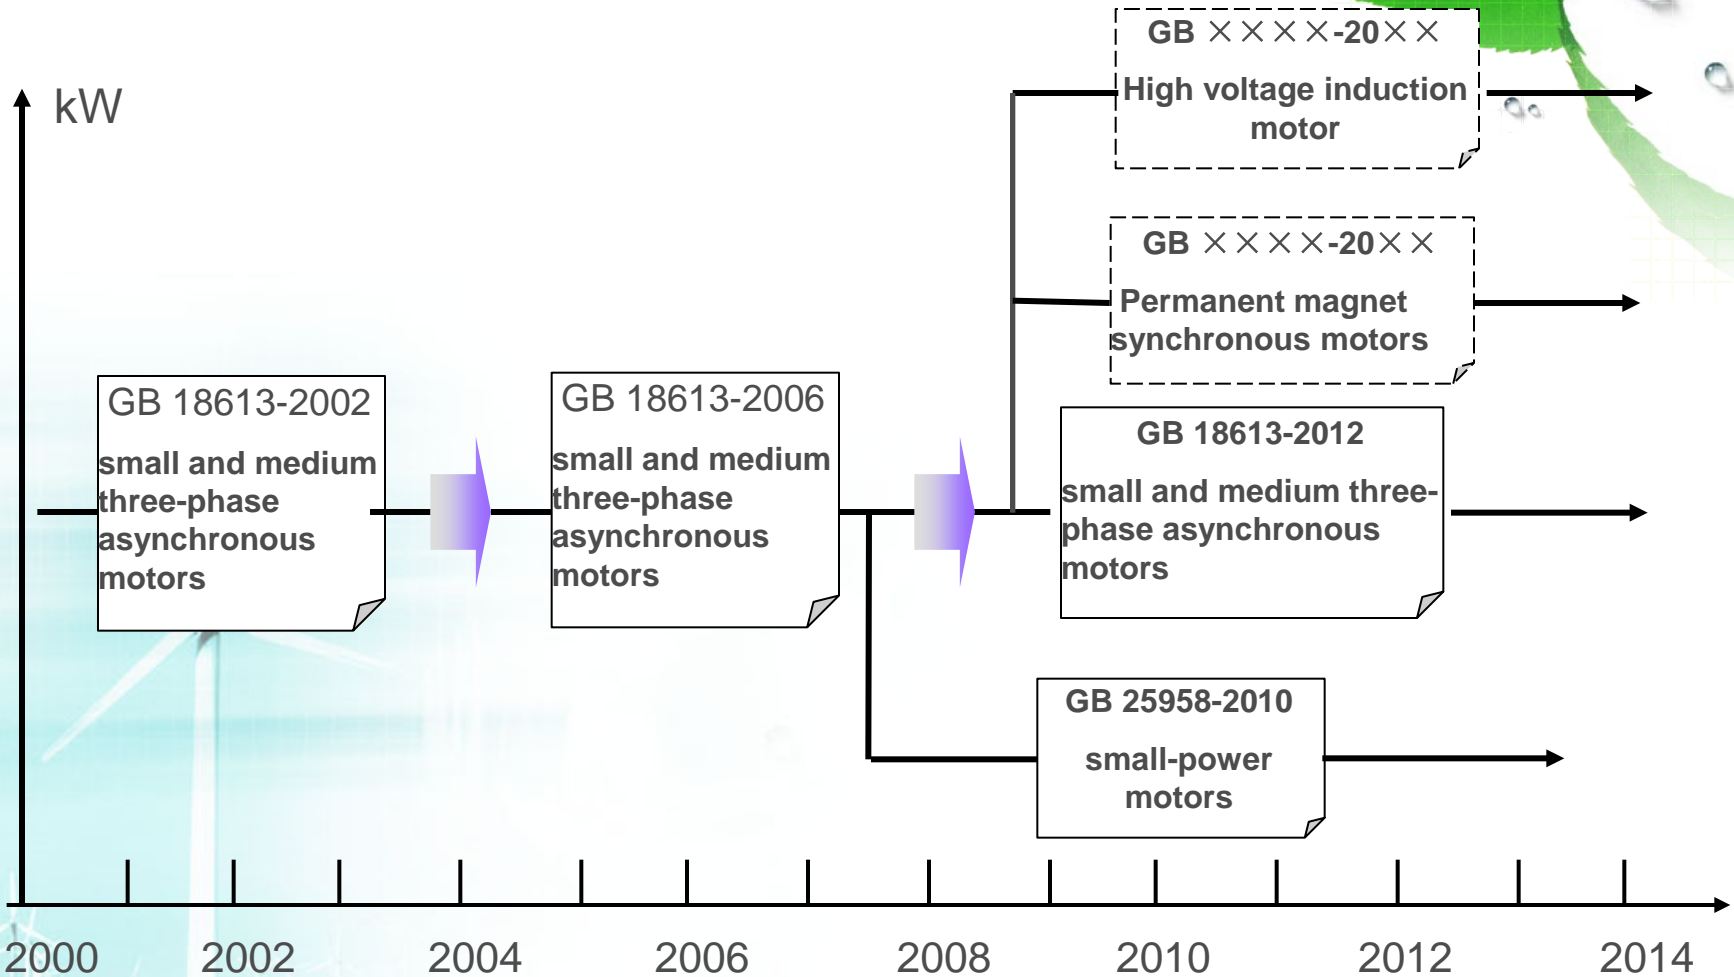 kW
GB ××××-20××
High voltage induction
motor
GB ××××-20××
Permanent magnet
synchronous motors
GB 18613-2002
small and medium
three-phase
asynchronous
motors
GB 18613-2006
small and medium
three-phase
asynchronous
motors
GB 18613-2012
small and medium three-
phase asynchronous
motors
GB 25958-2010
small-power
motors
2000 2002 2004 2006 2008 2010 2012 2014